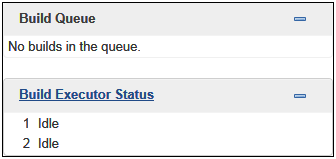 Build Queue
No builds in the queue.
Build Executor Status
1 Idle
2 Idle